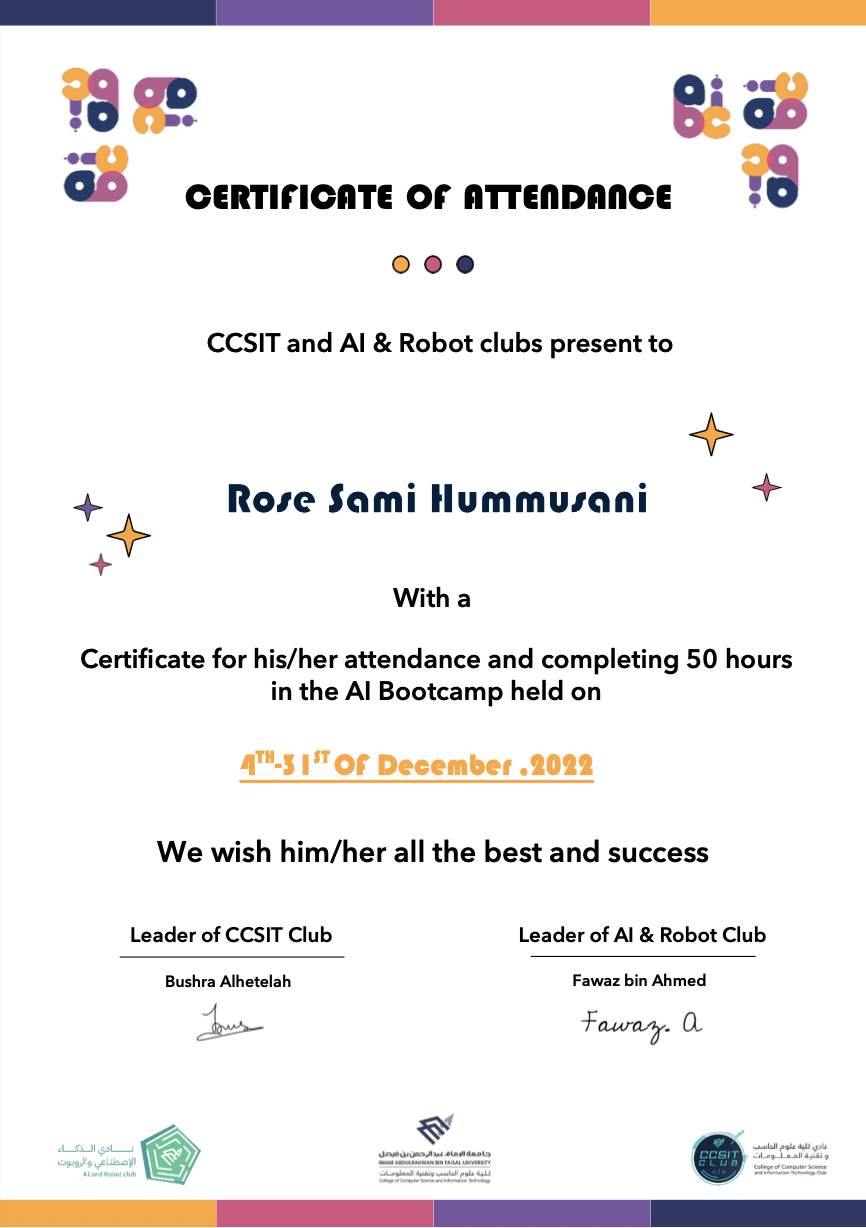 CERTIFICATE OF ATTENDANCE
CCSIT and AI & Robot clubs present to
Rose Sami Hummusani
With a
Certificate for his/her attendance and completing 50 hours
in the AI Bootcamp held on
4TH-31ST OF December ,2022
We wish him/her all the best and success
Leader of CCSIT Club
Leader of AI & Robot Club
Bushra Alhetelah
Fawaz bin Ahmed
Fawaz. A
نادي الذكاء
الإصطناعي والروبوت
AI and Robot club
جامعة الإمام عبدالرحمن بن فيصل
IMAM ABDULRAHMAN BIN FAISAL UNIVERSITY
كلية علوم الحاسب وتقنية المعلومات
College of Computer Science and Information Technology
CCSIT
CLUB
</>
نادي كلية علوم الحاسب
و تقنية المعلومات
College of Computer Science
and Information Technology Club